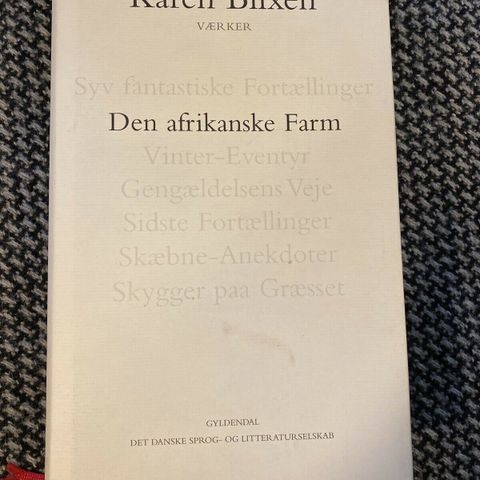 Karen Blixen
VÆRKER
Syv fantastiske Fortællinger
Den afrikanske Farm
Vinter-Eventyr
Gengældelsens Veje
Sidste Fortællinger
Skæbne-Anekdoter
Skygger paa Græsset
GYLDENDAL
DET DANSKE SPROG- OG LITTERATURSELSKAB